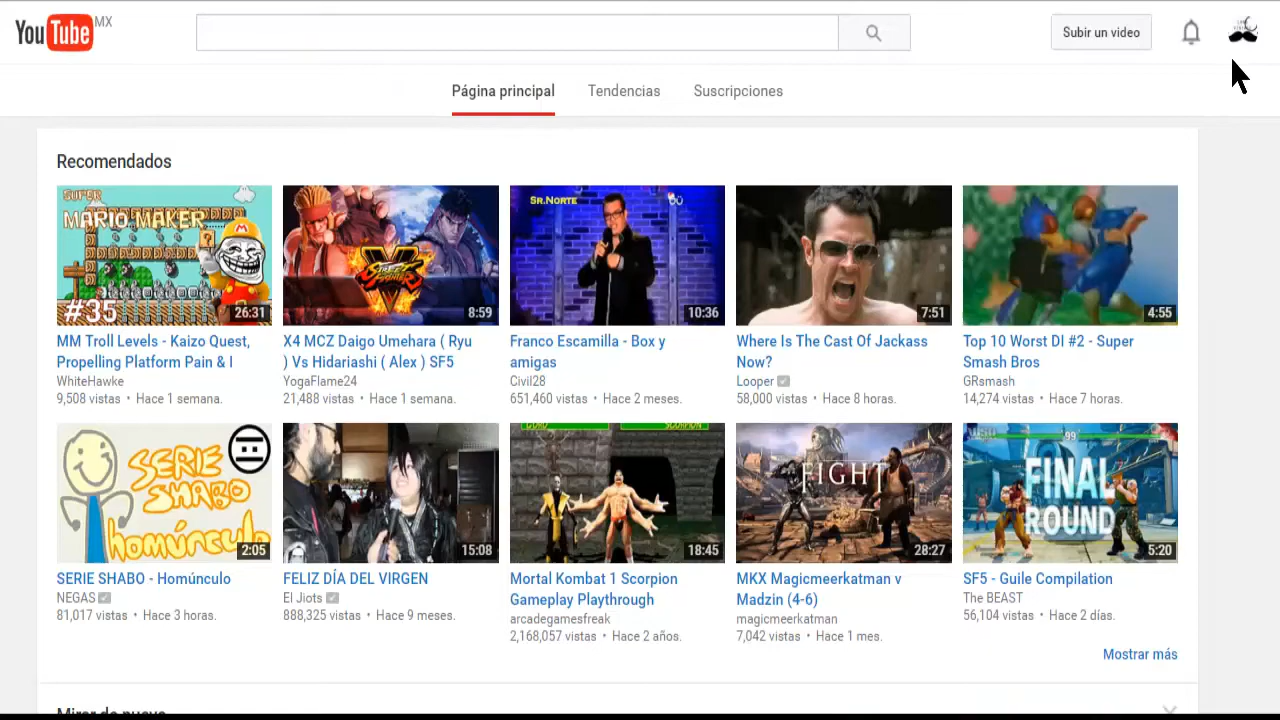 YouTube MX
Subir un video
Página principal
Tendencias
Suscripciones
Recomendados
SUPER
MARIO MAKER
#35
26:31
STREET FIGHTER
V
8:59
SR.NORTE
10:36
7:51
4:55
MM Troll Levels - Kaizo Quest,
Propelling Platform Pain & I
WhiteHawke
9,508 vistas • Hace 1 semana.
X4 MCZ Daigo Umehara ( Ryu
) Vs Hidariashi ( Alex ) SF5
YogaFlame24
21,488 vistas • Hace 1 semana.
Franco Escamilla - Box y
amigas
Civil28
651,460 vistas • Hace 2 meses.
Where Is The Cast Of Jackass
Now?
Looper
58,000 vistas • Hace 8 horas.
Top 10 Worst DI #2 - Super
Smash Bros
GRsmash
14,274 vistas • Hace 7 horas.
SERIE
SHABO
homúnculo
2:05
15:08
SCORPION
18:45
FIGHT
28:27
99
FINAL
ROUND
5:20
SERIE SHABO - Homúnculo
NEGAS
81,017 vistas • Hace 3 horas.
FELIZ DÍA DEL VIRGEN
El Jiots
888,325 vistas • Hace 9 meses.
Mortal Kombat 1 Scorpion
Gameplay Playthrough
arcadegamesfreak
2,168,057 vistas • Hace 2 años.
MKX Magicmeerkatman v
Madzin (4-6)
magicmeerkatman
7,042 vistas • Hace 1 mes.
SF5 - Guile Compilation
The BEAST
56,104 vistas • Hace 2 días.
Mostrar más
Mirar de nuevo